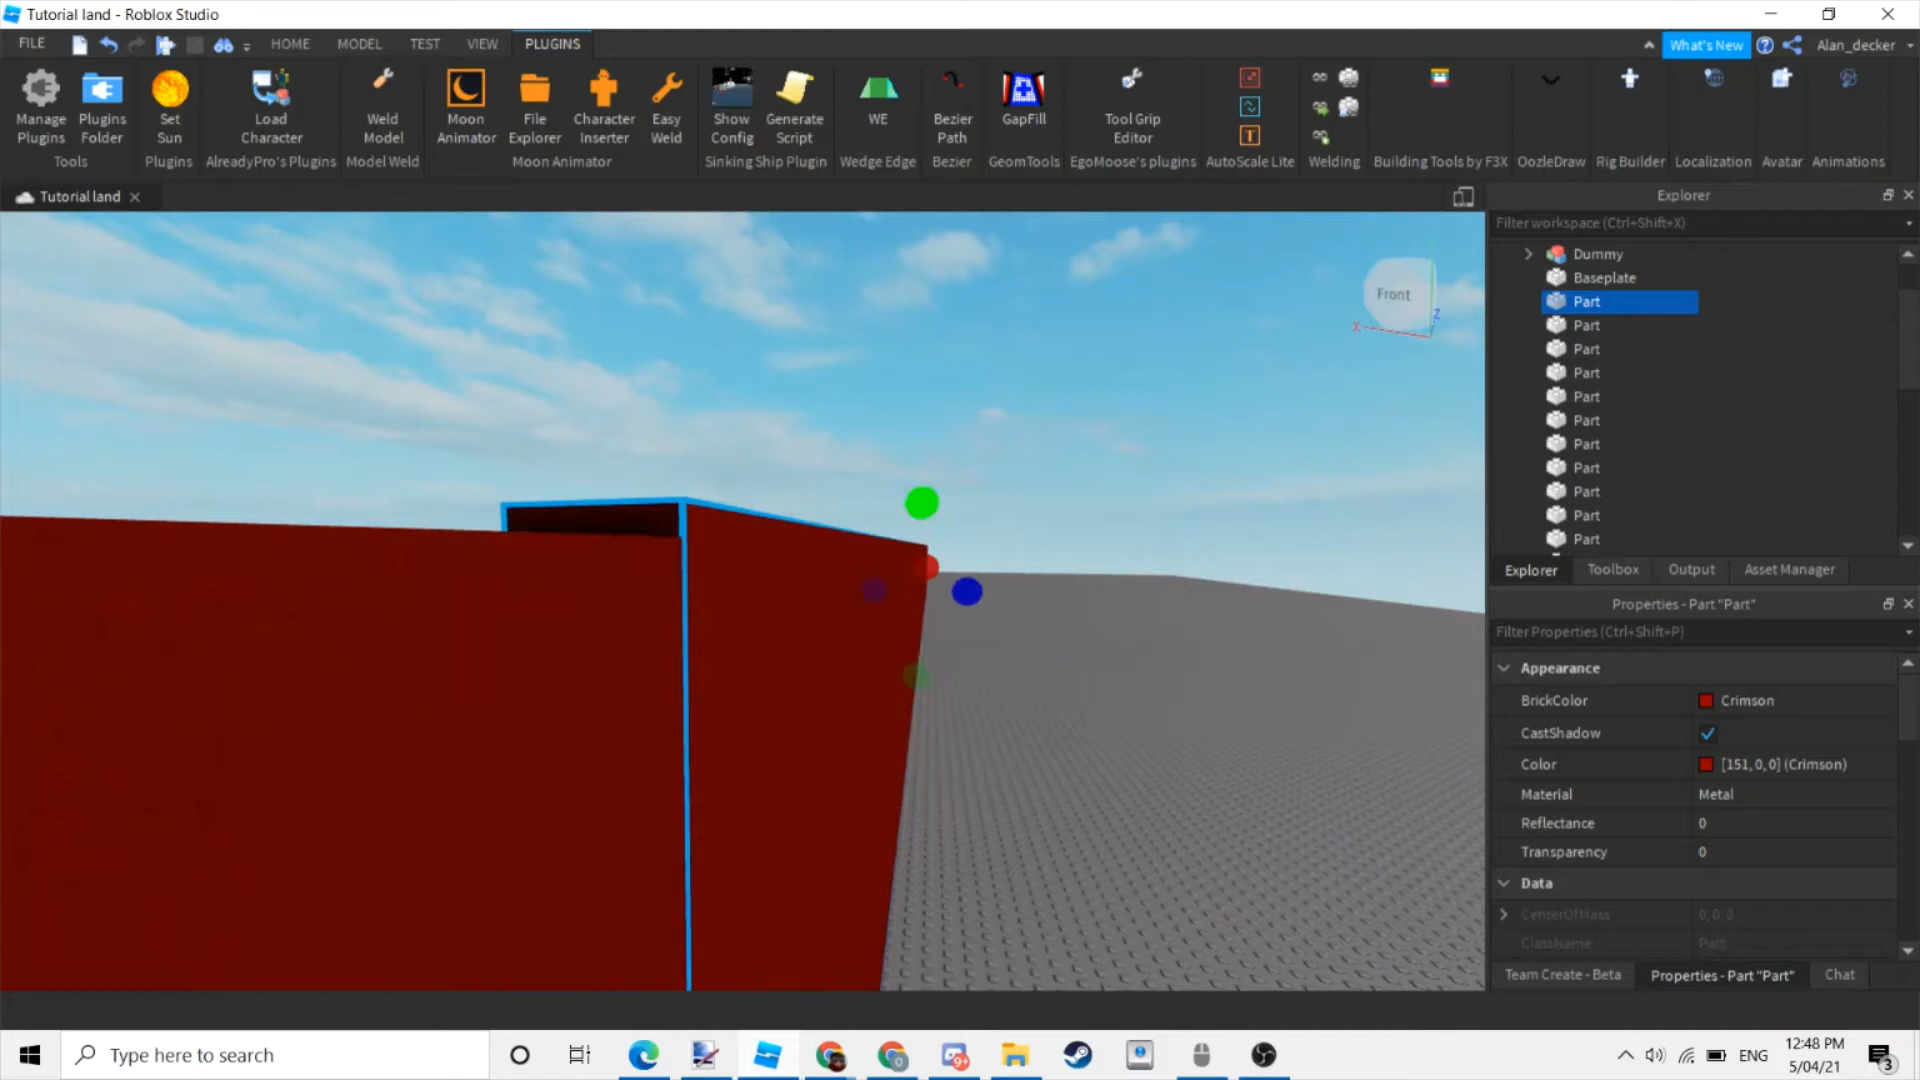 Tutorial land - Roblox Studio
FILE
HOME
MODEL
TEST
VIEW
PLUGINS
What's New
Alan_decker
Manage Plugins
Plugins Folder
Set Sun
Load Character
Weld Model
Moon Animator
File Explorer
Character Inserter
Easy Weld
Show Config
Generate Script
WE
Bezier Path
GapFill
Tool Grip Editor
T
Tools
Plugins
AlreadyPro's Plugins
Model Weld
Moon Animator
Sinking Ship Plugin
Wedge Edge
Bezier
GeomTools
EgoMoose's plugins
AutoScale Lite
Welding
Building Tools by F3X
OozleDraw
Rig Builder
Localization
Avatar
Animations
Tutorial land
Front
X
Z
Explorer
Filter workspace (Ctrl+Shift+X)
Dummy
Baseplate
Part
Part
Part
Part
Part
Part
Part
Part
Part
Part
Part
Explorer
Toolbox
Output
Asset Manager
Properties - Part "Part"
Filter Properties (Ctrl+Shift+P)
Appearance
BrickColor
Crimson
CastShadow
Color
[151, 0, 0] (Crimson)
Material
Metal
Reflectance
0
Transparency
0
Data
CenterOfMass
0, 0, 0
ClassName
Part
Team Create - Beta
Properties - Part "Part"
Chat
Type here to search
9+
ENG
12:48 PM
5/04/21
3